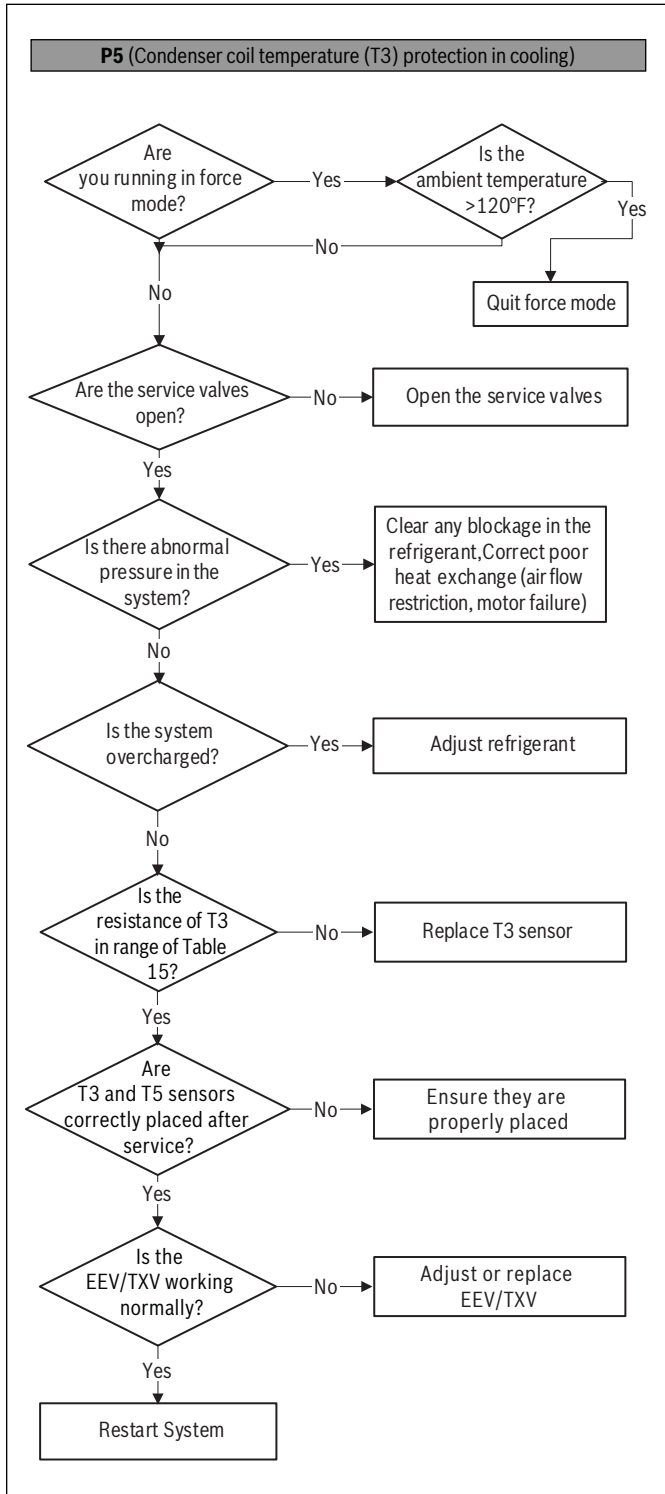 P5 (Condenser coil temperature (T3) protection in cooling)
Are
you running in force
mode?
Yes
Is the
ambient temperature
>120°F?
Yes
No
No
Quit force mode
Are the service valves
open?
No
Open the service valves
Yes
Is there abnormal
pressure in the
system?
Yes
Clear any blockage in the
refrigerant,Correct poor
heat exchange (air flow
restriction, motor failure)
No
Is the system
overcharged?
Yes
Adjust refrigerant
No
Is the
resistance of T3
in range of Table
15?
No
Replace T3 sensor
Yes
Are
T3 and T5 sensors
correctly placed after
service?
No
Ensure they are
properly placed
Yes
Is the
EEV/TXV working
normally?
No
Adjust or replace
EEV/TXV
Yes
Restart System